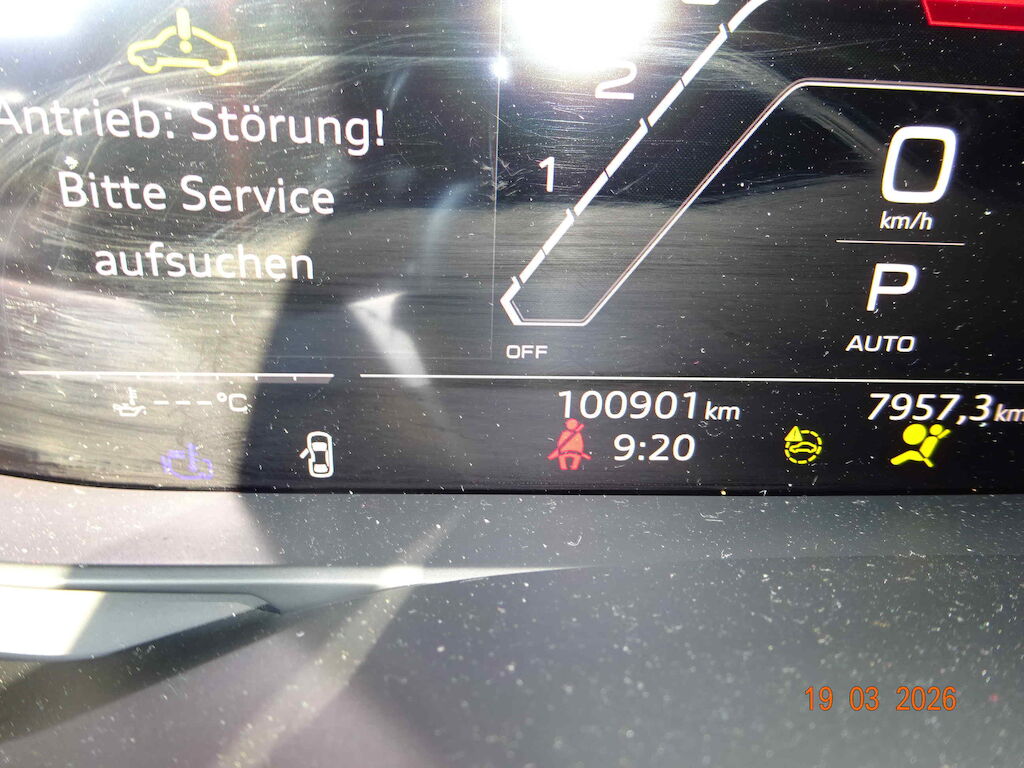 Antrieb: Störung!
Bitte Service
aufsuchen
2
1
OFF
0
km/h
P
AUTO
---°C
100901 km
7957,3 km
9:20
19 03 2026